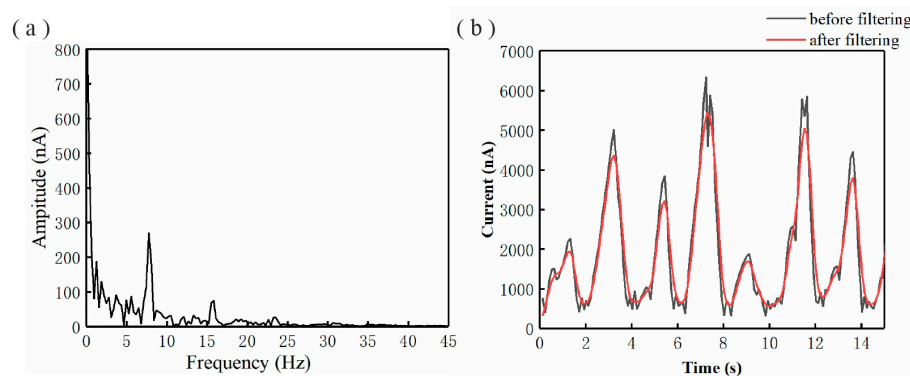 ( a )
800
700
600
500
400
300
200
100
0
Ampitude (nA)
0 5 10 15 20 25 30 35 40 45
Frequency (Hz)
( b )
before filtering
after filtering
7000
6000
5000
4000
3000
2000
1000
0
Current (nA)
0 2 4 6 8 10 12 14
Time (s)